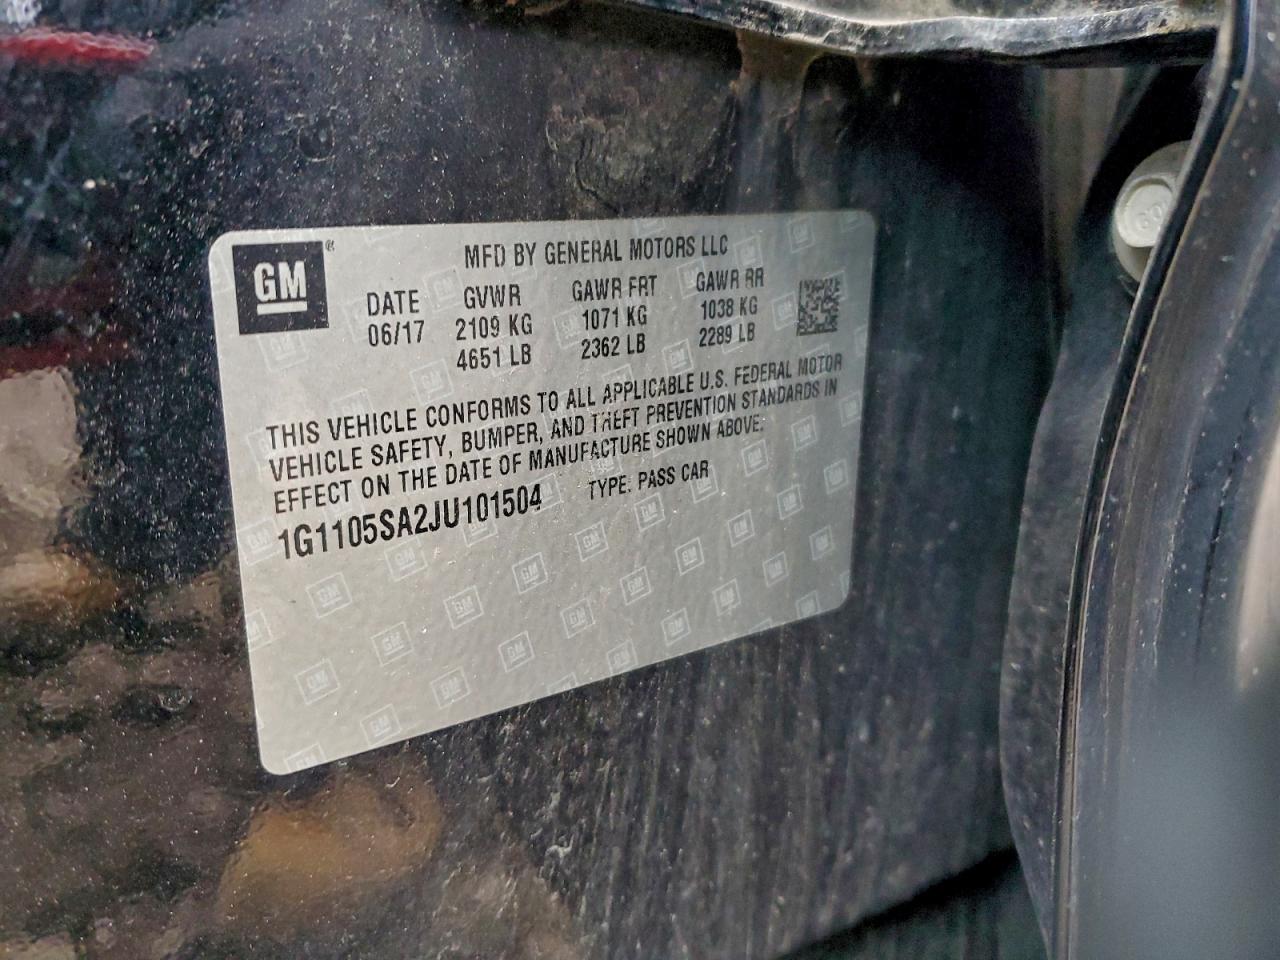 GM®
MFD BY GENERAL MOTORS LLC
DATE GVWR GAWR FRT GAWR RR
06/17 2109 KG 1071 KG 1038 KG
4651 LB 2362 LB 2289 LB
THIS VEHICLE CONFORMS TO ALL APPLICABLE U.S. FEDERAL MOTOR
VEHICLE SAFETY, BUMPER, AND THEFT PREVENTION STANDARDS IN
EFFECT ON THE DATE OF MANUFACTURE SHOWN ABOVE.
1G1105SA2JU101504 TYPE: PASS CAR